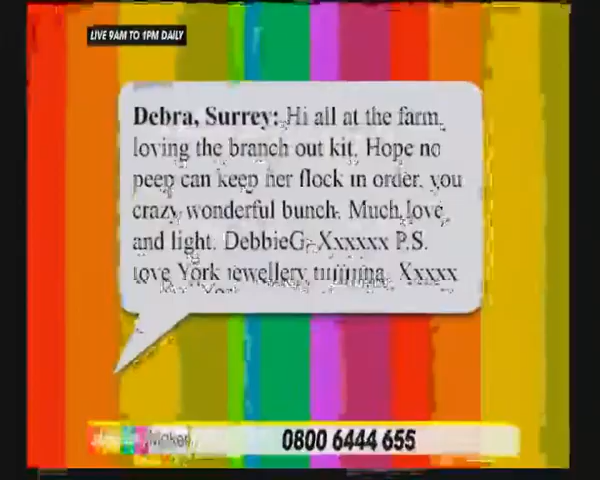 LIVE 9AM TO 1PM DAILY
Debra, Surrey: Hi all at the farm,
loving the branch out kit. Hope no
peep can keep her flock in order, you
crazy wonderful bunch. Much love
and light. DebbieG. Xxxxxx P.S.
love York jewellery Xxxxx
Maker
0800 6444 655